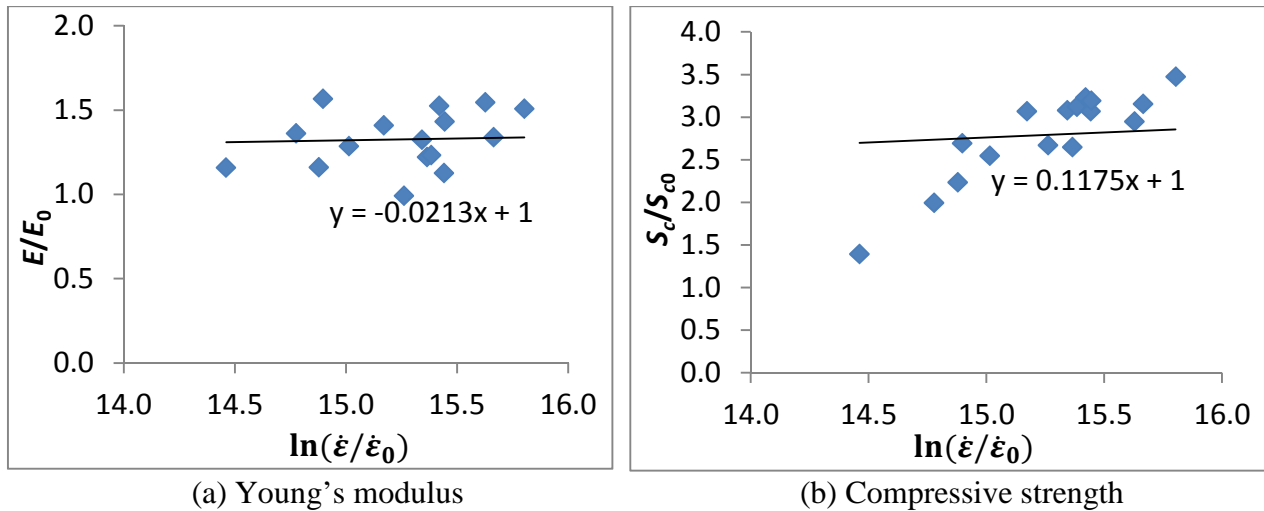 2.0
1.5
1.0
0.5
0.0
E/E0
y = -0.0213x + 1
14.0 14.5 15.0 15.5 16.0
ln(ε̇/ε̇0)
(a) Young’s modulus
4.0
3.5
3.0
2.5
2.0
1.5
1.0
0.5
0.0
Sc/Sc0
y = 0.1175x + 1
14.0 14.5 15.0 15.5 16.0
ln(ε̇/ε̇0)
(b) Compressive strength